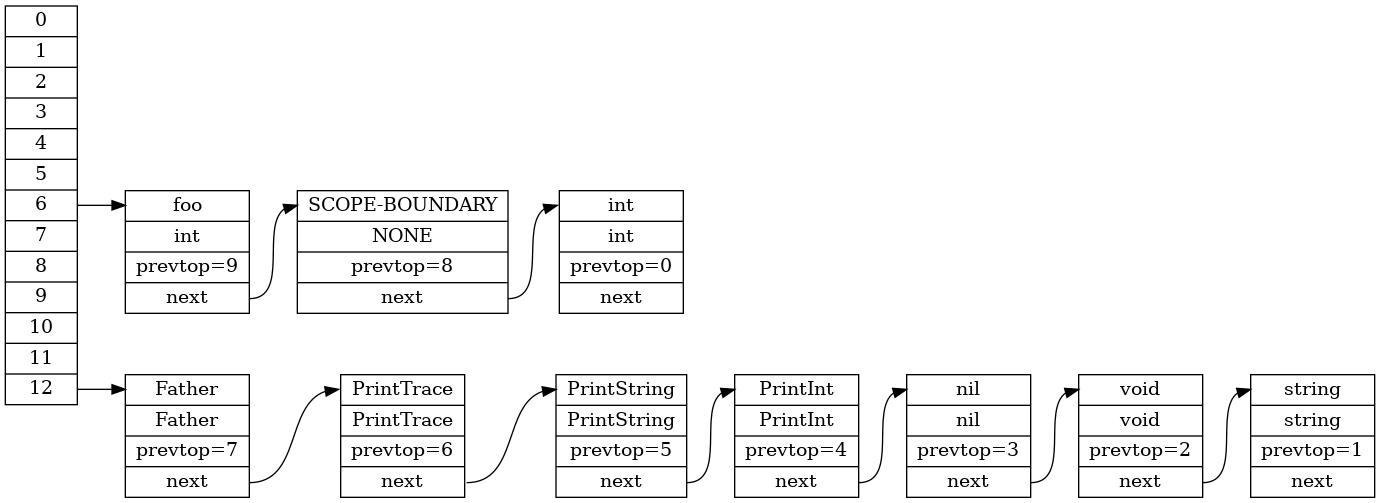 0
1
2
3
4
5
6
7
8
9
10
11
12
foo
int
prevtop=9
next
SCOPE-BOUNDARY
NONE
prevtop=8
next
int
int
prevtop=0
next
Father
Father
prevtop=7
next
PrintTrace
PrintTrace
prevtop=6
next
PrintString
PrintString
prevtop=5
next
PrintInt
PrintInt
prevtop=4
next
nil
nil
prevtop=3
next
void
void
prevtop=2
next
string
string
prevtop=1
next